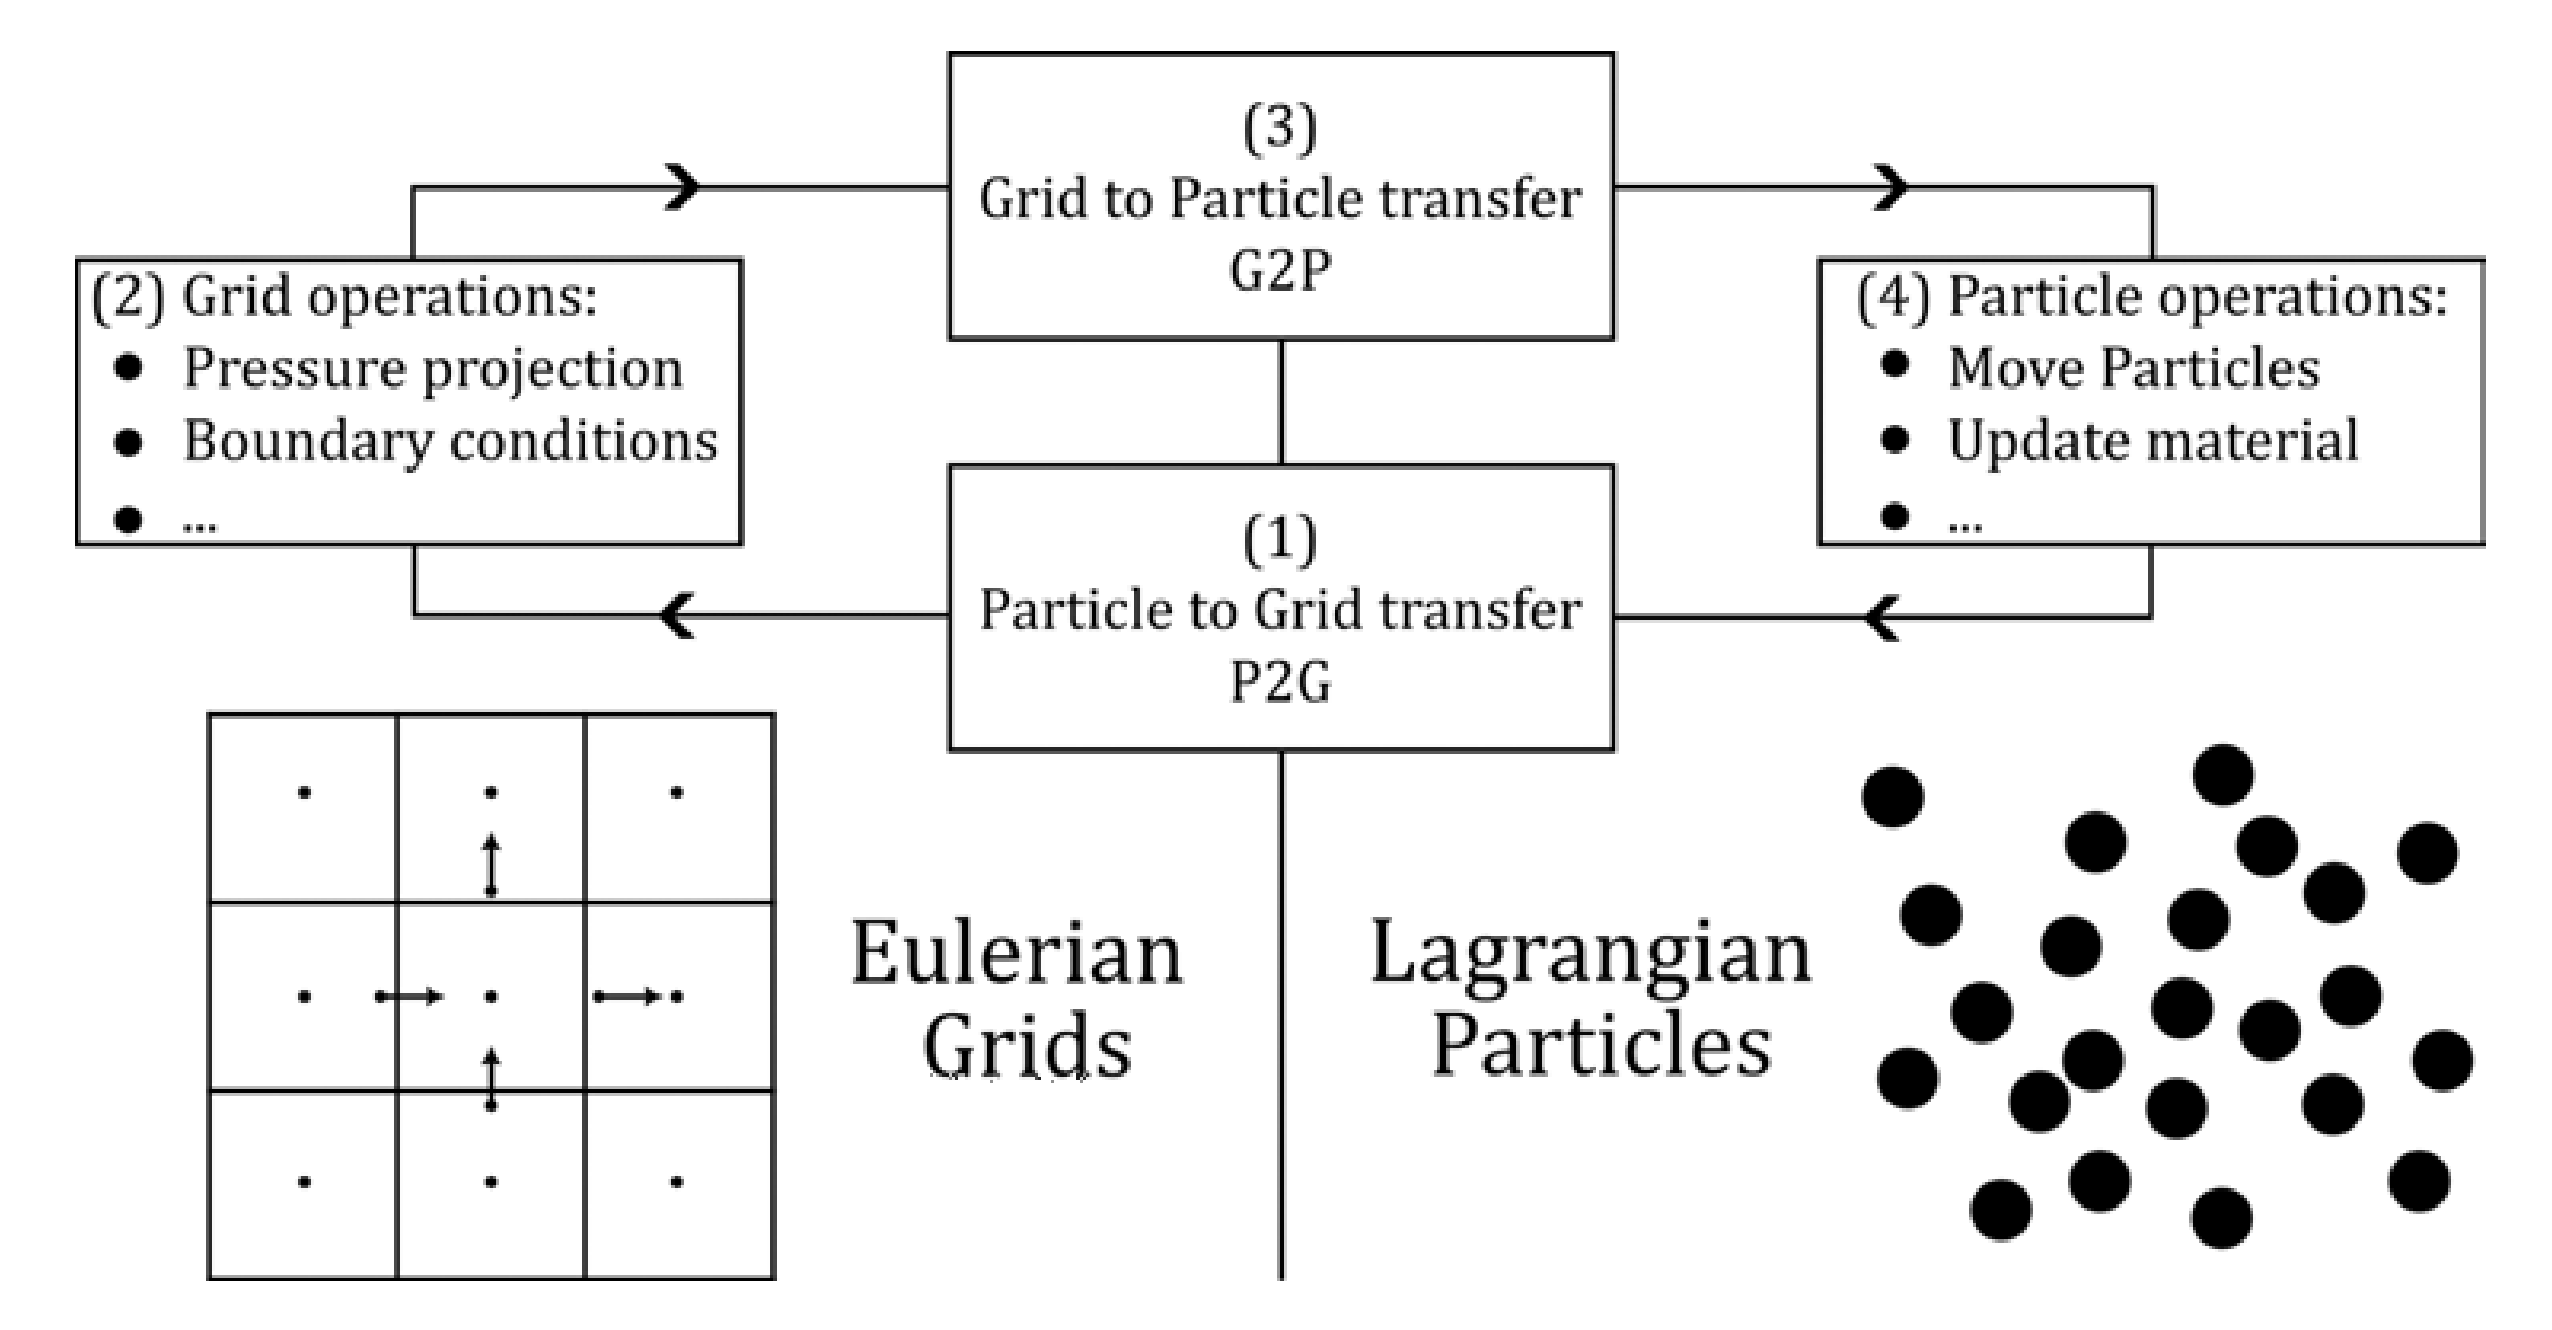 (3)
Grid to Particle transfer
G2P
(2) Grid operations:
● Pressure projection
● Boundary conditions
● ...
(4) Particle operations:
● Move Particles
● Update material
● ...
(1)
Particle to Grid transfer
P2G
Eulerian
Grids
Lagrangian
Particles